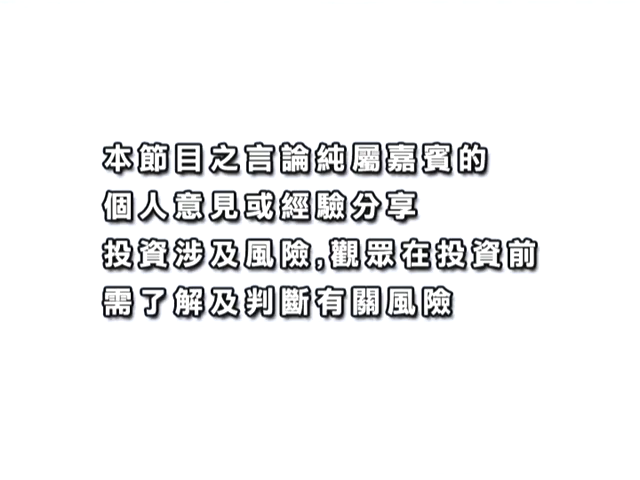 本節目之言論純屬嘉賓的
個人意見或經驗分享
投資涉及風險,觀眾在投資前
需了解及判斷有關風險